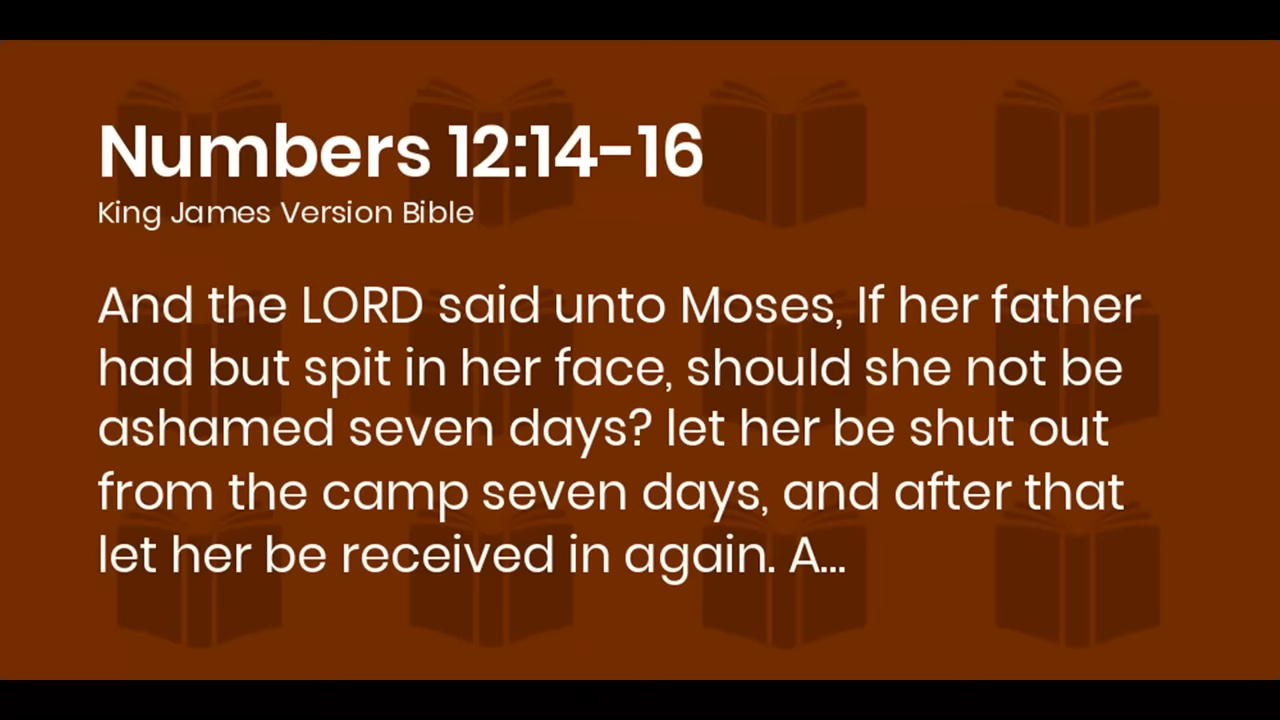 Numbers 12:14-16
King James Version Bible
And the LORD said unto Moses, If her father
had but spit in her face, should she not be
ashamed seven days? let her be shut out
from the camp seven days, and after that
let her be received in again. A...